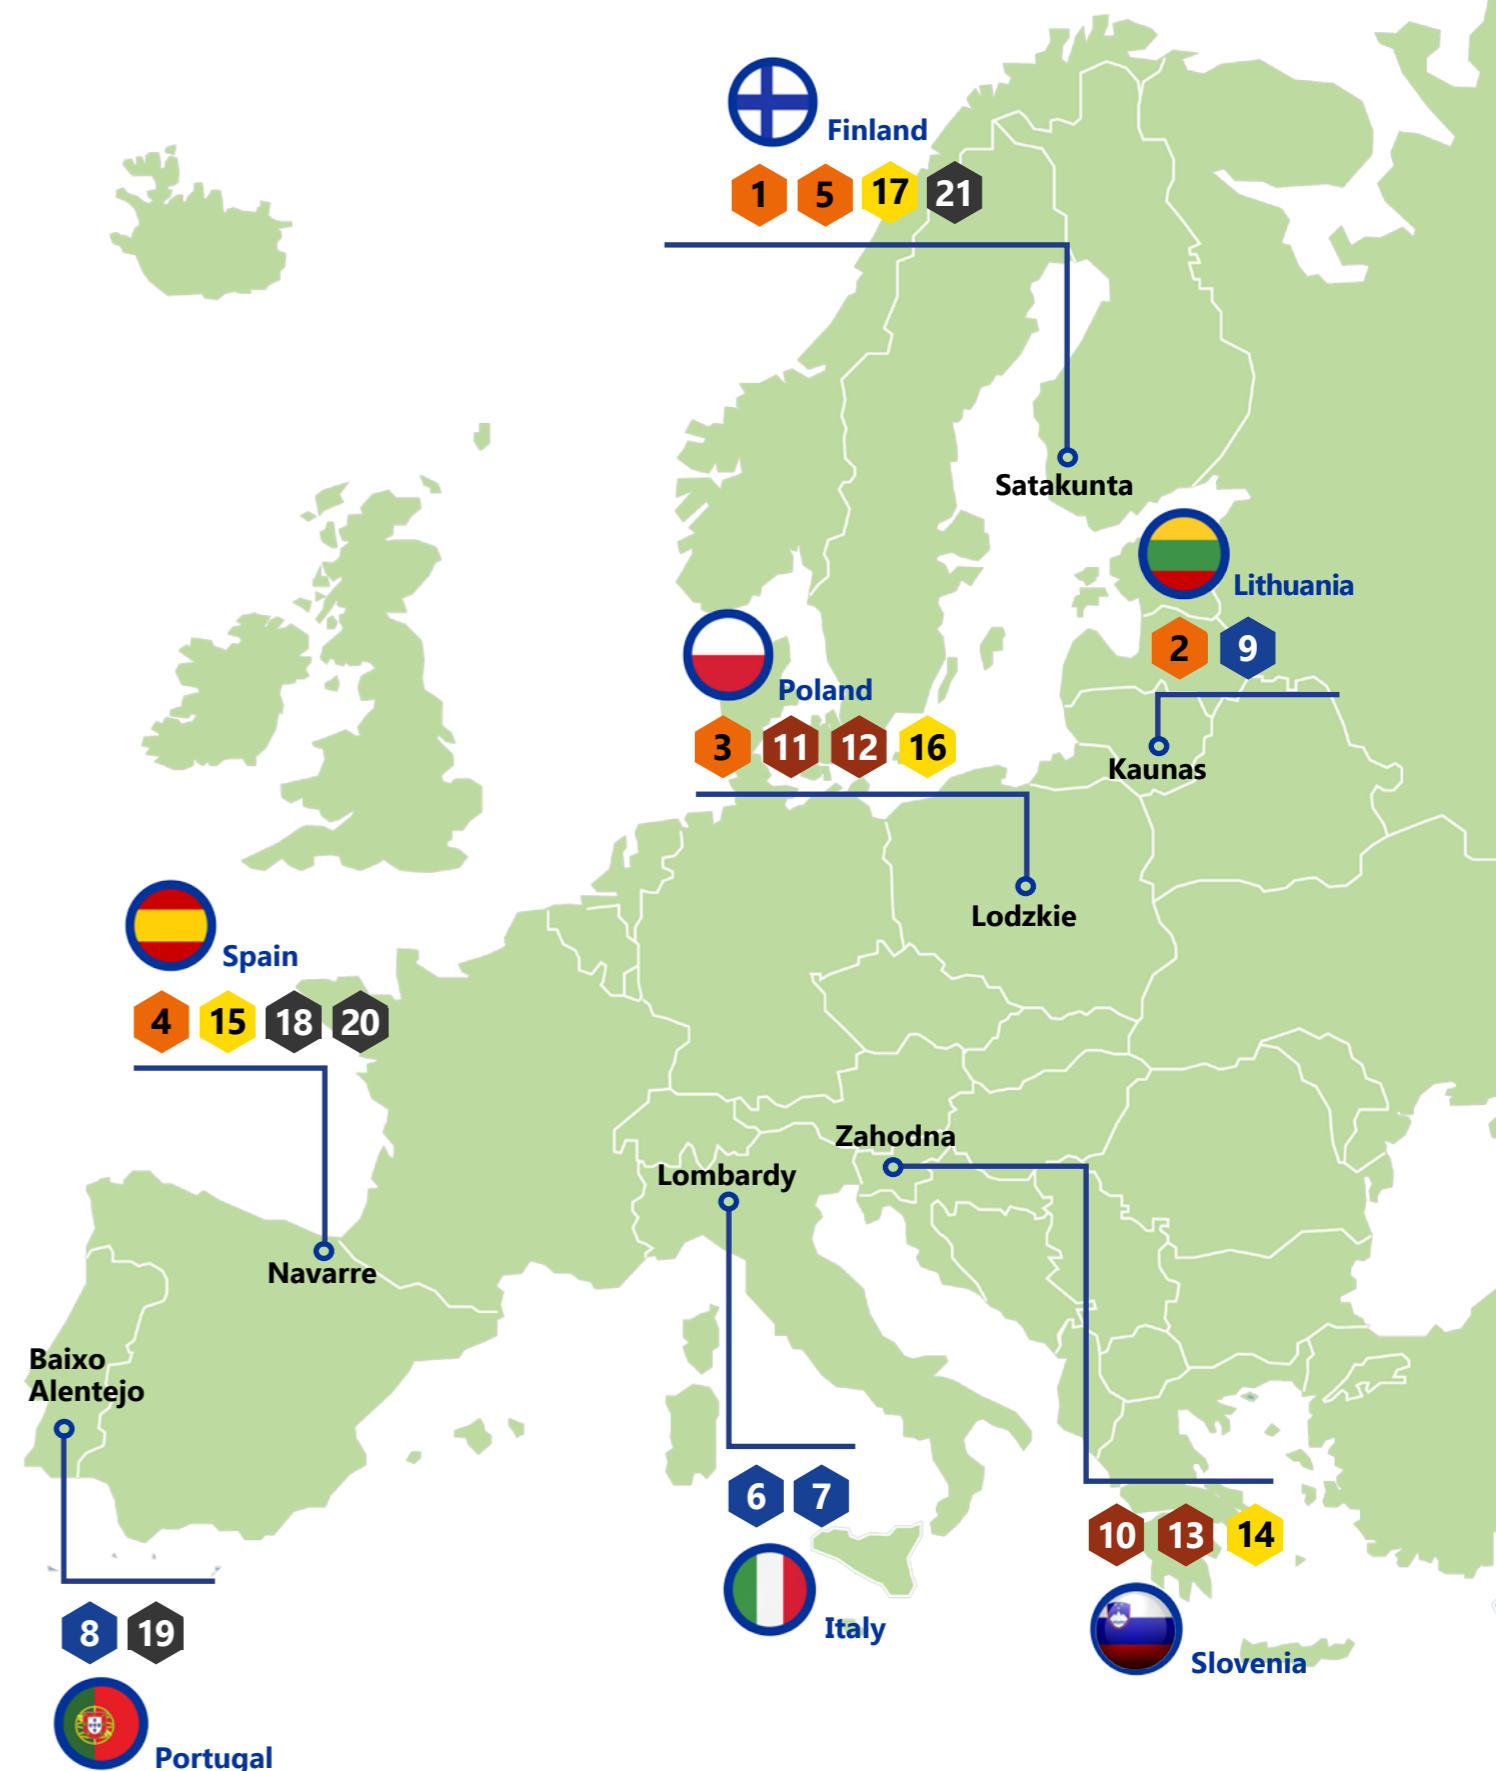 Finland
1 5 17 21
Satakunta
Lithuania
2 9
Kaunas
Poland
3 11 12 16
Lodzkie
Spain
4 15 18 20
Navarre
Zahodna
Lombardy
Baixo
Alentejo
6 7
Italy
10 13 14
Slovenia
8 19
Portugal